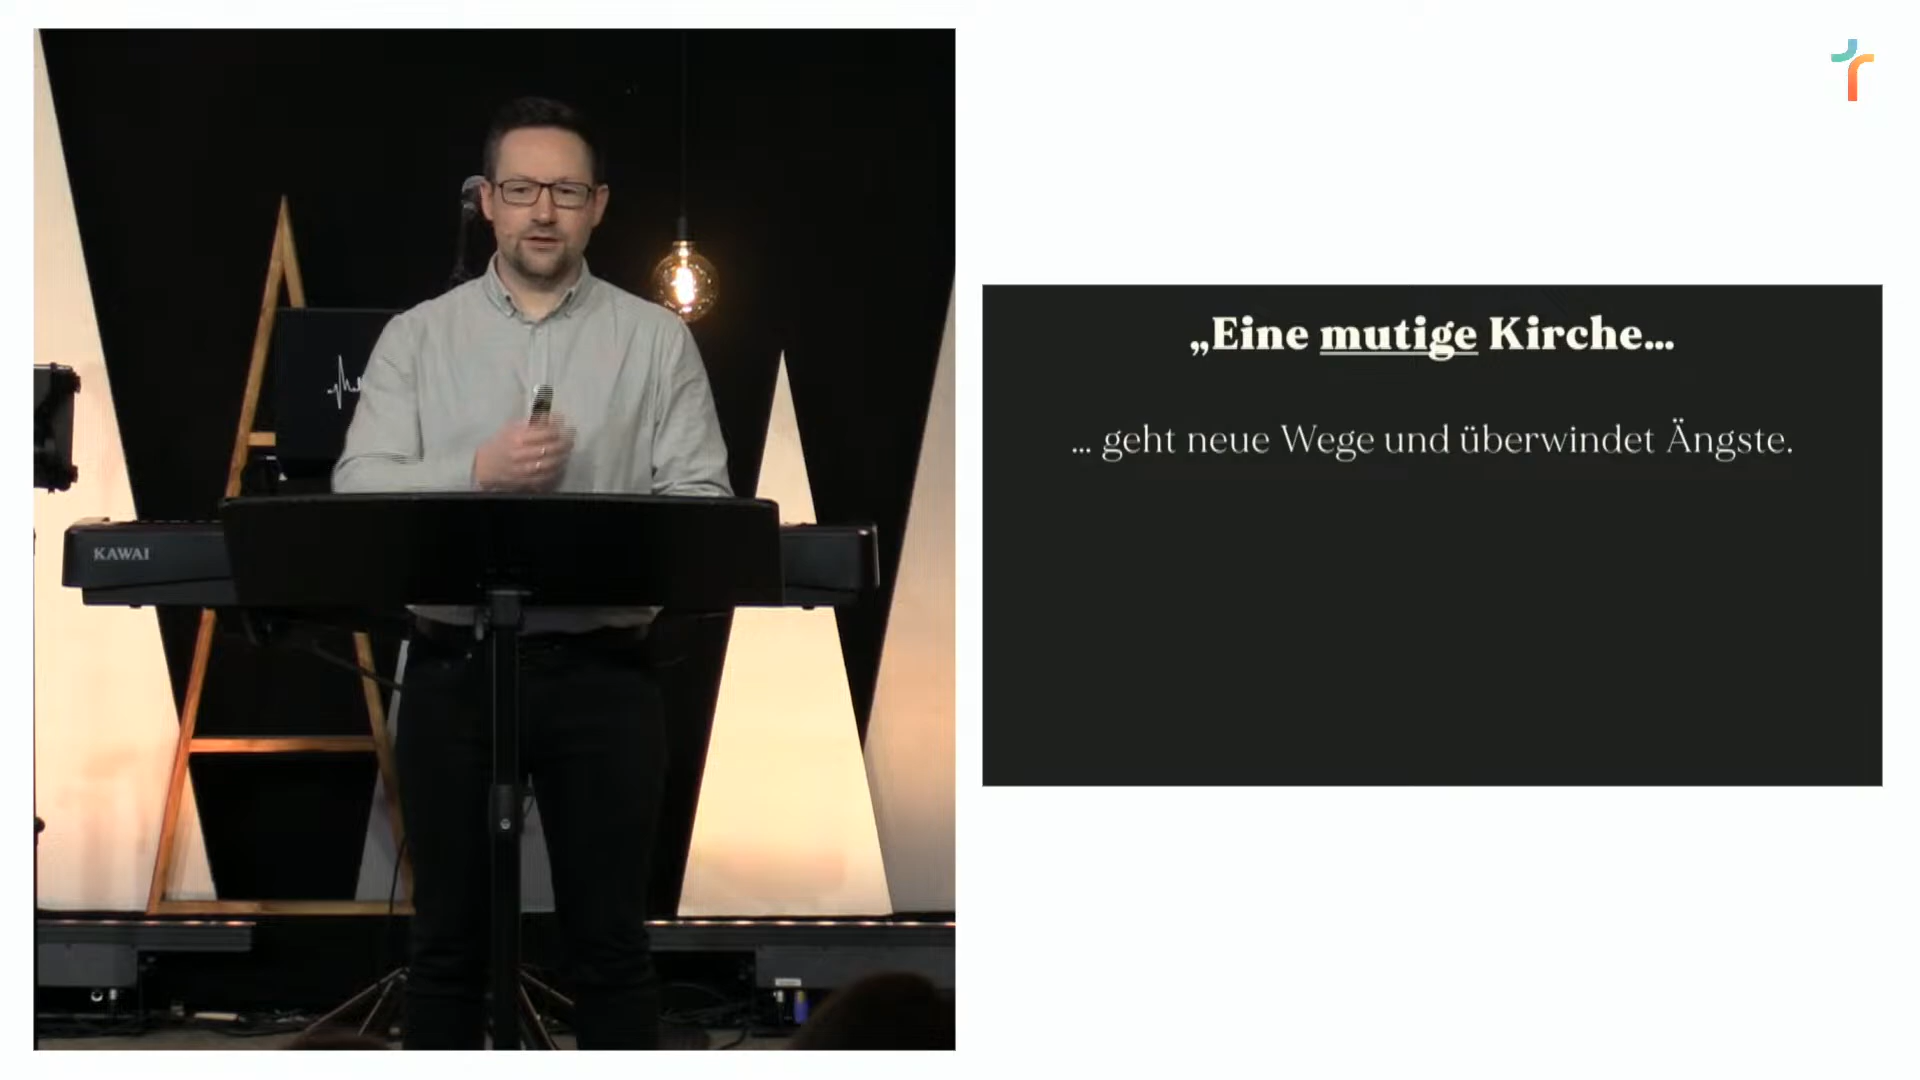 „Eine mutige Kirche...
... geht neue Wege und überwindet Ängste.
KAWAI